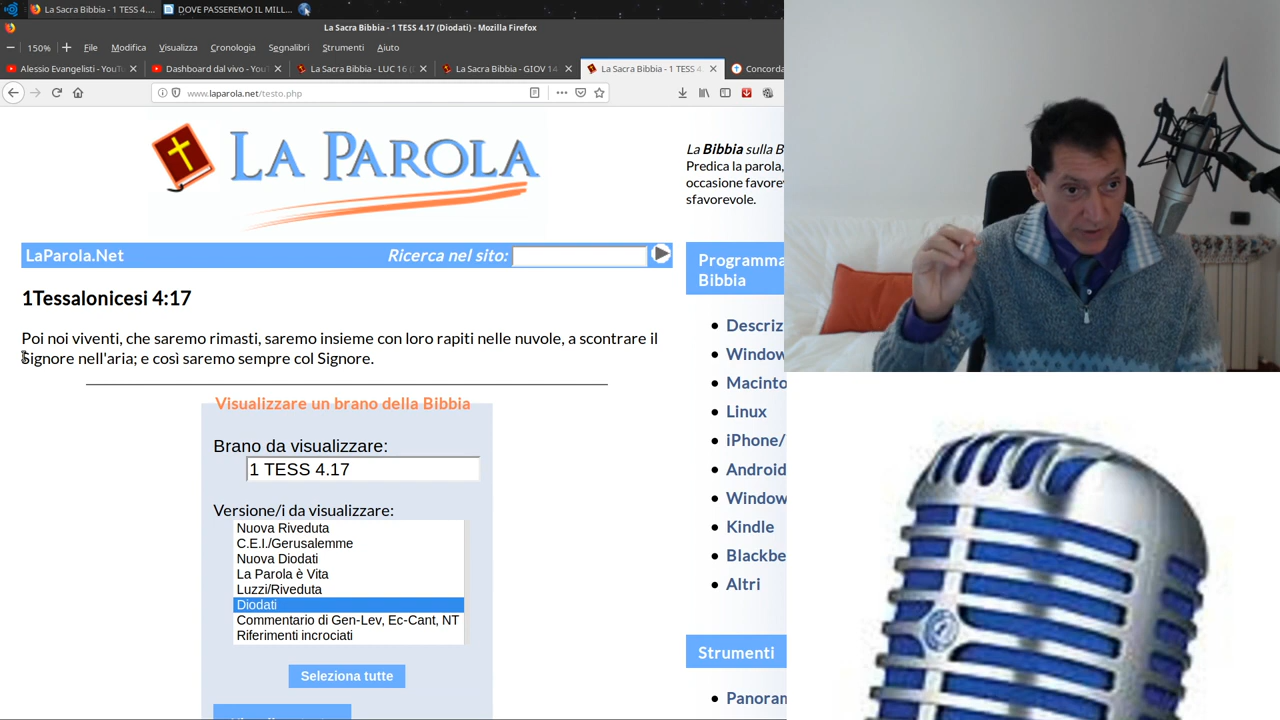 La Sacra Bibbia - 1 TESS 4....
DOVE PASSEREMO IL MILL...
La Sacra Bibbia - 1 TESS 4.17 (Diodati) - Mozilla Firefox
150%
File Modifica Visualizza Cronologia Segnalibri Strumenti Aiuto
Alessio Evangelisti - YouTu
Dashboard dal vivo - YouT
La Sacra Bibbia - LUC 16 (
La Sacra Bibbia - GIOV 14
La Sacra Bibbia - 1 TESS 4
Concorda
www.laparola.net/testo.php
LA PAROLA
La Bibbia sulla B
Predica la parola,
occasione favorev
sfavorevole.
LaParola.Net
Ricerca nel sito:
1Tessalonicesi 4:17
Poi noi viventi, che saremo rimasti, saremo insieme con loro rapiti nelle nuvole, a scontrare il
Signore nell'aria; e così saremo sempre col Signore.
Visualizzare un brano della Bibbia
Brano da visualizzare:
1 TESS 4.17
Versione/i da visualizzare:
Nuova Riveduta
C.E.I./Gerusalemme
Nuova Diodati
La Parola è Vita
Luzzi/Riveduta
Diodati
Commentario di Gen-Lev, Ec-Cant, NT
Riferimenti incrociati
Seleziona tutte
Programma
Bibbia
Descriz
Window
Macinto
Linux
iPhone/
Android
Window
Kindle
Blackbe
Altri
Strumenti
Panoran